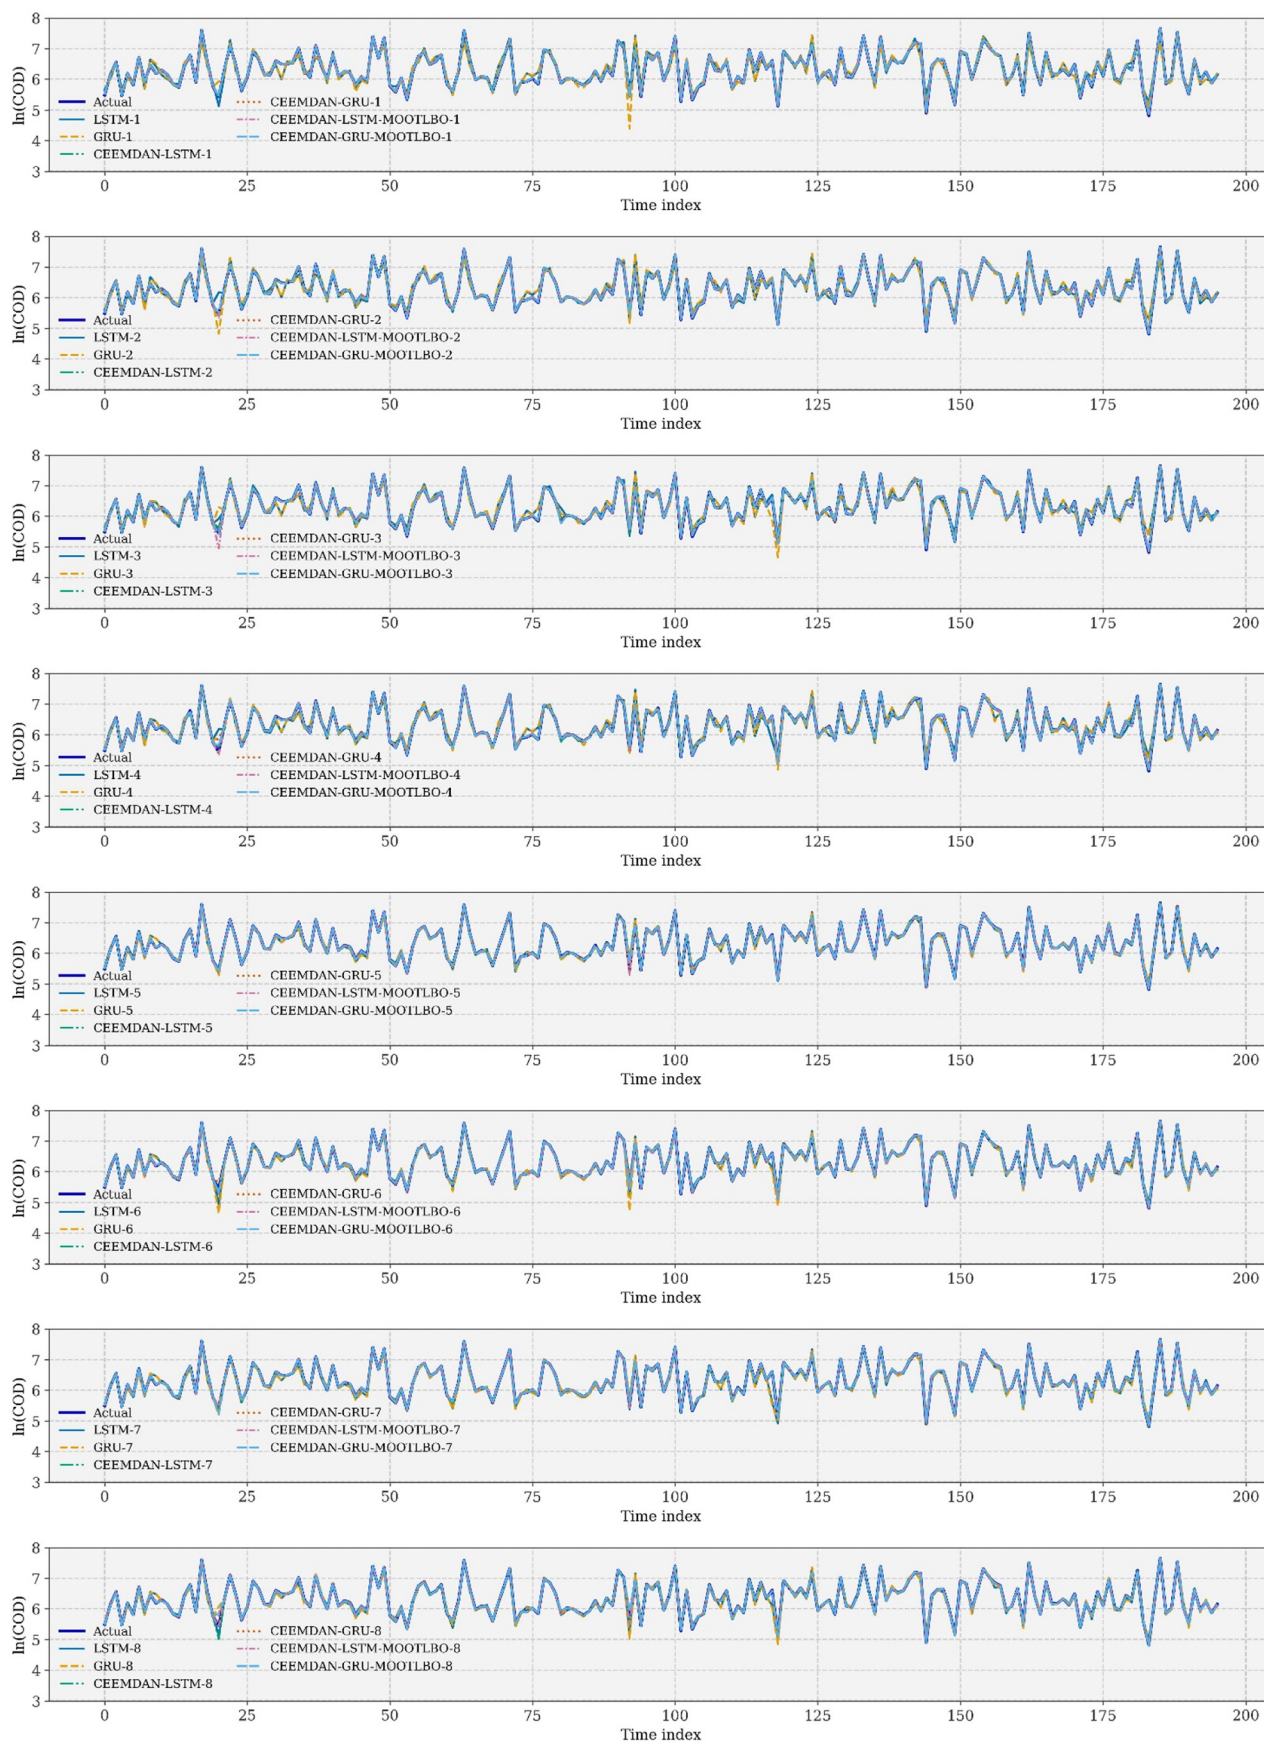 8
7
6
5
4
3
ln(COD)
Actual
LSTM-1
GRU-1
CEEMDAN-LSTM-1
CEEMDAN-GRU-1
CEEMDAN-LSTM-MOOTLBO-1
CEEMDAN-GRU-MOOTLBO-1
0 25 50 75 100 125 150 175 200
Time index
8
7
6
5
4
3
ln(COD)
Actual
LSTM-2
GRU-2
CEEMDAN-LSTM-2
CEEMDAN-GRU-2
CEEMDAN-LSTM-MOOTLBO-2
CEEMDAN-GRU-MOOTLBO-2
0 25 50 75 100 125 150 175 200
Time index
8
7
6
5
4
3
ln(COD)
Actual
LSTM-3
GRU-3
CEEMDAN-LSTM-3
CEEMDAN-GRU-3
CEEMDAN-LSTM-MOOTLBO-3
CEEMDAN-GRU-MOOTLBO-3
0 25 50 75 100 125 150 175 200
Time index
8
7
6
5
4
3
ln(COD)
Actual
LSTM-4
GRU-4
CEEMDAN-LSTM-4
CEEMDAN-GRU-4
CEEMDAN-LSTM-MOOTLBO-4
CEEMDAN-GRU-MOOTLBO-4
0 25 50 75 100 125 150 175 200
Time index
8
7
6
5
4
3
ln(COD)
Actual
LSTM-5
GRU-5
CEEMDAN-LSTM-5
CEEMDAN-GRU-5
CEEMDAN-LSTM-MOOTLBO-5
CEEMDAN-GRU-MOOTLBO-5
0 25 50 75 100 125 150 175 200
Time index
8
7
6
5
4
3
ln(COD)
Actual
LSTM-6
GRU-6
CEEMDAN-LSTM-6
CEEMDAN-GRU-6
CEEMDAN-LSTM-MOOTLBO-6
CEEMDAN-GRU-MOOTLBO-6
0 25 50 75 100 125 150 175 200
Time index
8
7
6
5
4
3
ln(COD)
Actual
LSTM-7
GRU-7
CEEMDAN-LSTM-7
CEEMDAN-GRU-7
CEEMDAN-LSTM-MOOTLBO-7
CEEMDAN-GRU-MOOTLBO-7
0 25 50 75 100 125 150 175 200
Time index
8
7
6
5
4
3
ln(COD)
Actual
LSTM-8
GRU-8
CEEMDAN-LSTM-8
CEEMDAN-GRU-8
CEEMDAN-LSTM-MOOTLBO-8
CEEMDAN-GRU-MOOTLBO-8
0 25 50 75 100 125 150 175 200
Time index